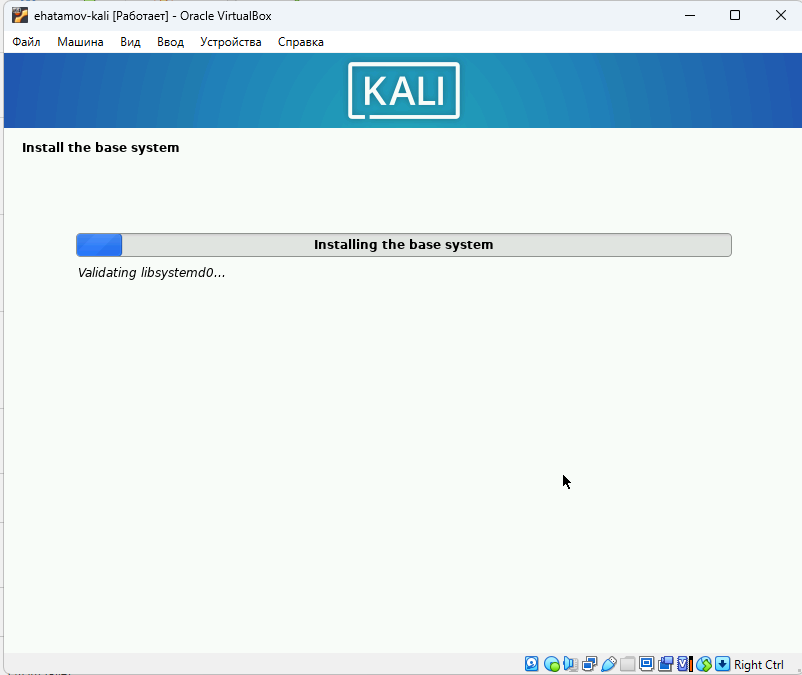 ehatamov-kali [Работает] - Oracle VirtualBox
Файл Машина Вид Ввод Устройства Справка
KALI
Install the base system
Installing the base system
Validating libsystemd0...
Right Ctrl